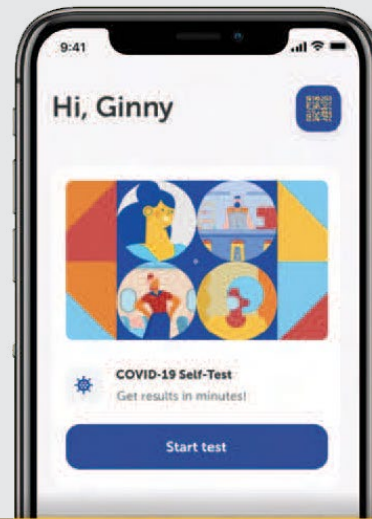 9:41
Hi, Ginny
COVID-19 Self-Test
Get results in minutes!
Start test